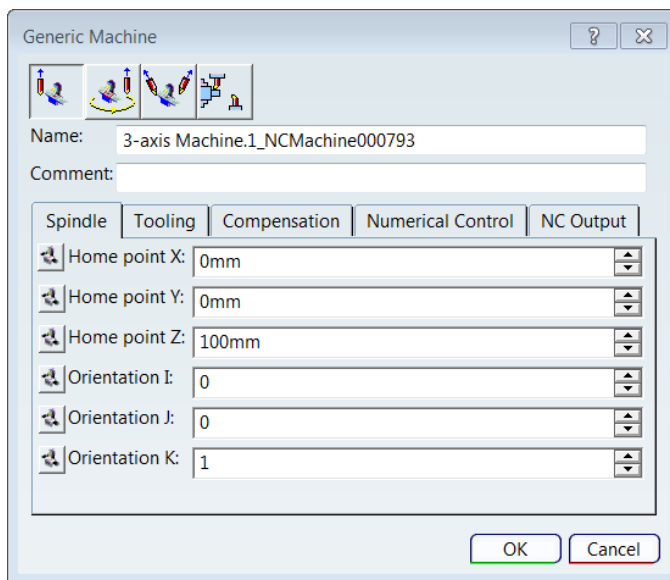 Generic Machine
Name: 3-axis Machine.1_NCMachine000793
Comment:
Spindle Tooling Compensation Numerical Control NC Output
Home point X: 0mm
Home point Y: 0mm
Home point Z: 100mm
Orientation I: 0
Orientation J: 0
Orientation K: 1
OK Cancel